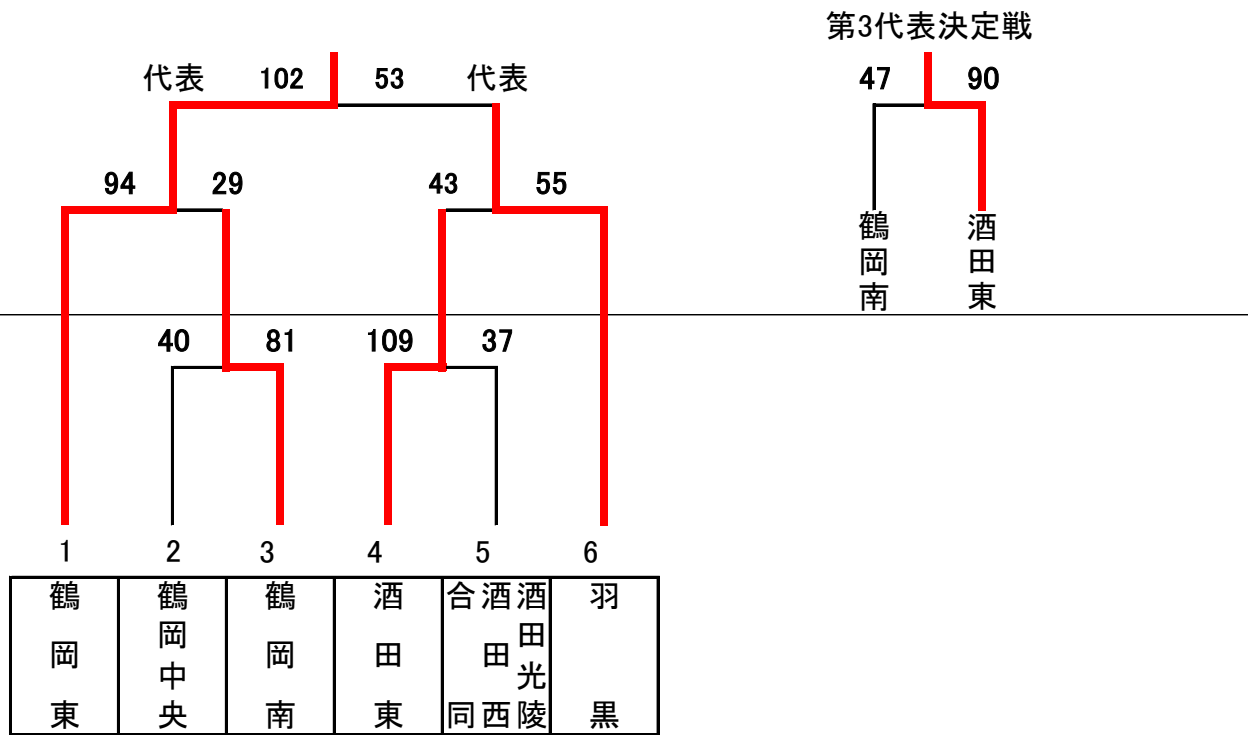 第3代表決定戦
代表 102 53 代表
47 90
94 29 43 55
鶴岡南
酒田東
40 81 109 37
1 2 3 4 5 6
鶴岡東
鶴岡中央
鶴岡南
酒田東
酒田光陵
酒田西
合同
羽黒